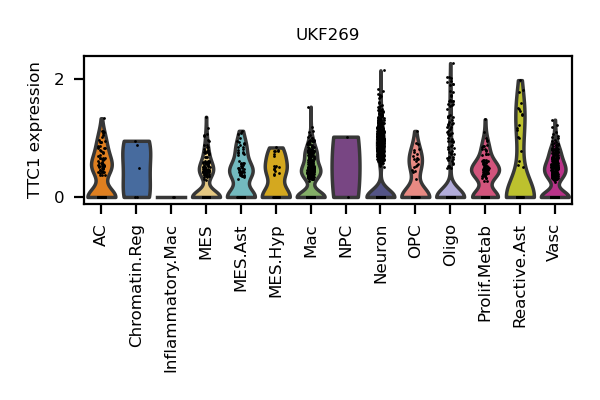 UKF269
TTC1 expression
2
0
AC
Chromatin.Reg
Inflammatory.Mac
MES
MES.Ast
MES.Hyp
Mac
NPC
Neuron
OPC
Oligo
Prolif.Metab
Reactive.Ast
Vasc